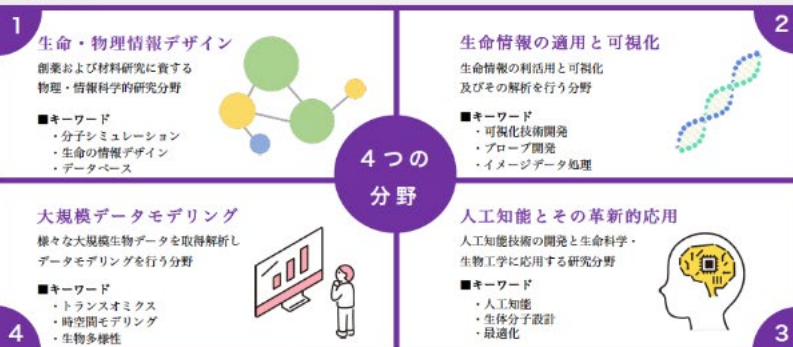 1
生命・物理情報デザイン
創薬および材料研究に資する
物理・情報科学的研究分野
■キーワード
・分子シミュレーション
・生命の情報デザイン
・データベース
2
生命情報の適用と可視化
生命情報の利活用と可視化
及びその解析を行う分野
■キーワード
・可視化技術開発
・プローブ開発
・イメージデータ処理
4つの
分野
大規模データモデリング
様々な大規模生物データを取得解析し
データモデリングを行う分野
■キーワード
・トランスオミクス
・時空間モデリング
・生物多様性
4
人工知能とその革新的応用
人工知能技術の開発と生命科学・
生物工学に応用する研究分野
■キーワード
・人工知能
・生体分子設計
・最適化
3